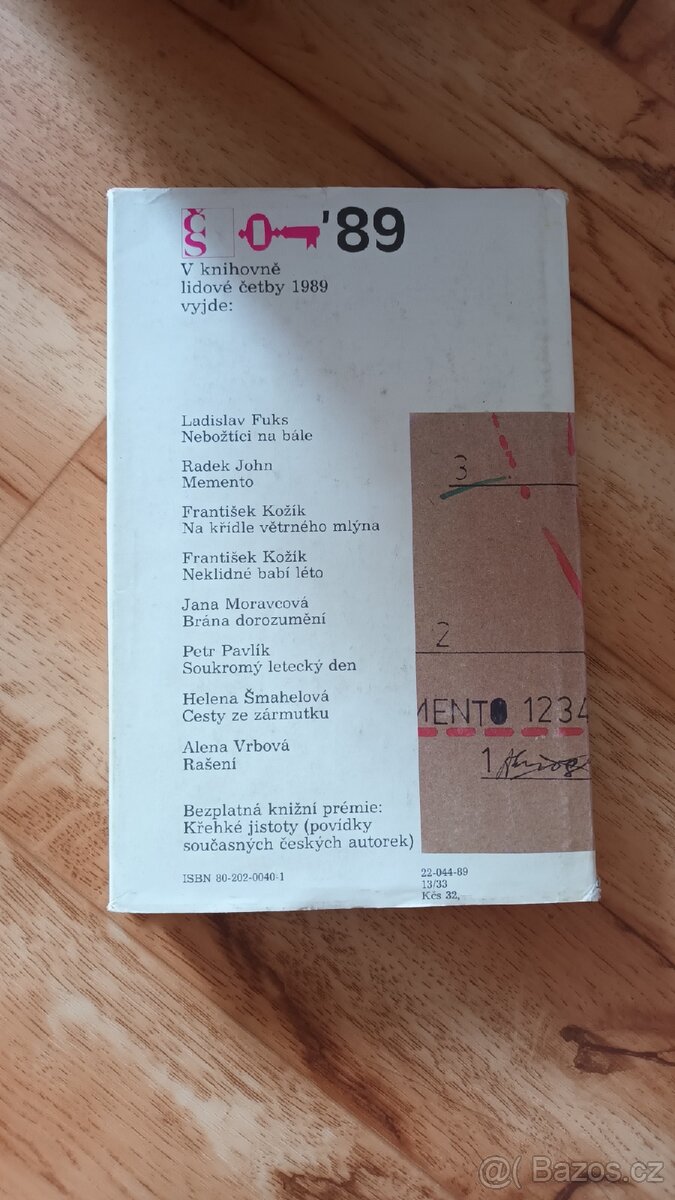 čs '89
V knihovně
lidové četby 1989
vyjde:
Ladislav Fuks
Nebožtíci na bále
Radek John
Memento
František Kožík
Na křídle větrného mlýna
František Kožík
Neklidné babí léto
Jana Moravcová
Brána dorozumění
Petr Pavlík
Soukromý letecký den
Helena Šmahelová
Cesty ze zármutku
Alena Vrbová
Rašení
Bezplatná knižní prémie:
Křehké jistoty (povídky
současných českých autorek)
ISBN 80-202-0040-1
22-044-89
13/33
Kčs 32,-
3
2
MENTO 1234
1
@( Bazos.cz